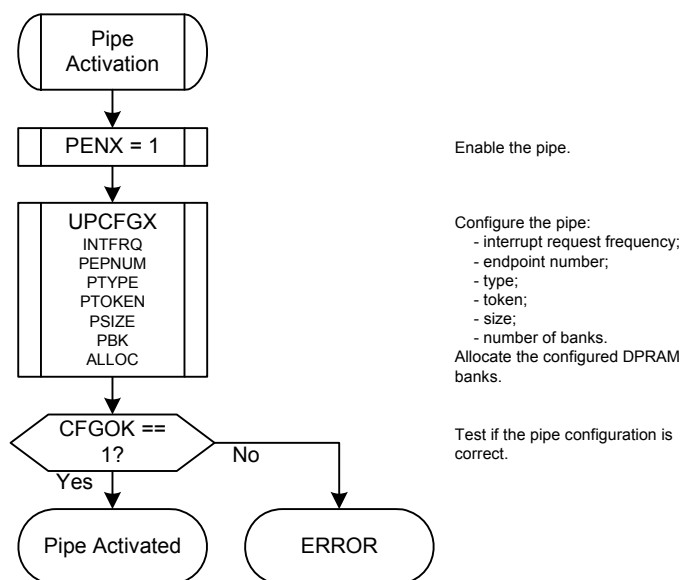 Pipe
Activation
PENX = 1
Enable the pipe.
UPCFGX
INTFRQ
PEPNUM
PTYPE
PTOKEN
PSIZE
PBK
ALLOC
Configure the pipe:
- interrupt request frequency;
- endpoint number;
- type;
- token;
- size;
- number of banks.
Allocate the configured DPRAM
banks.
CFGOK ==
1?
Test if the pipe configuration is
correct.
No
Yes
Pipe Activated
ERROR